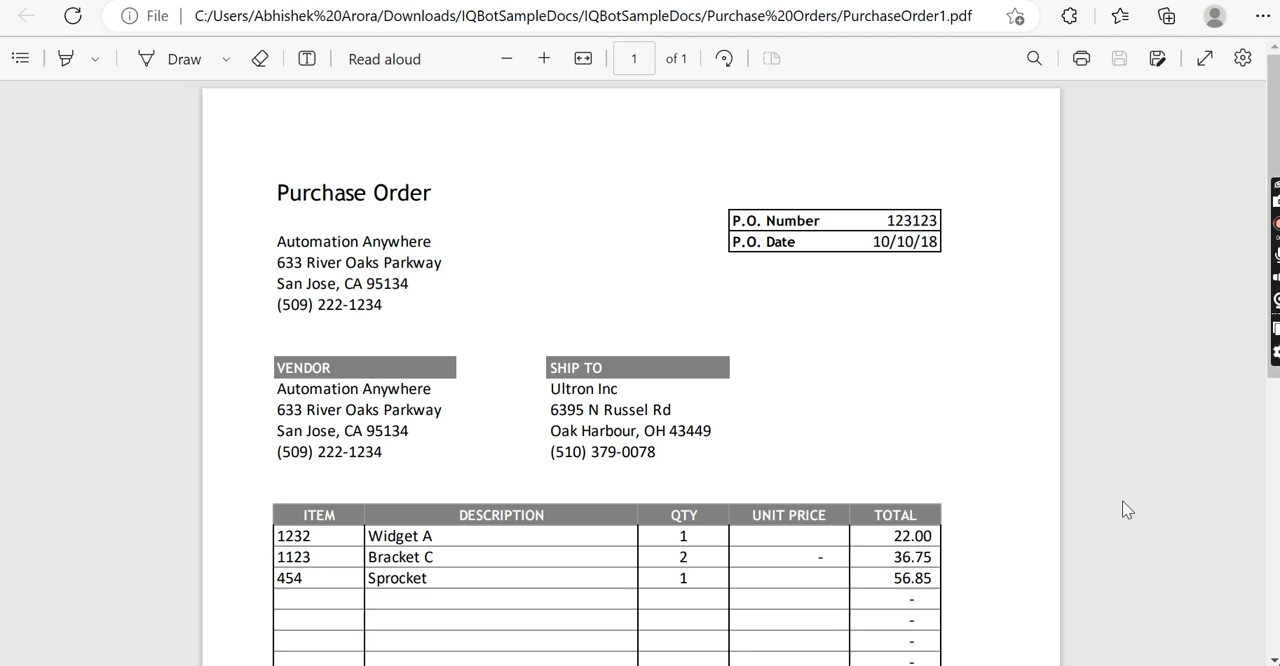 File C:/Users/Abhishek%20Arora/Downloads/IQBotSampleDocs/IQBotSampleDocs/Purchase%20Orders/PurchaseOrder1.pdf
Draw Read aloud 1 of 1
Purchase Order
P.O. Number 123123
P.O. Date 10/10/18
Automation Anywhere
633 River Oaks Parkway
San Jose, CA 95134
(509) 222-1234
VENDOR SHIP TO
Automation Anywhere Ultron Inc
633 River Oaks Parkway 6395 N Russel Rd
San Jose, CA 95134 Oak Harbour, OH 43449
(509) 222-1234 (510) 379-0078
ITEM DESCRIPTION QTY UNIT PRICE TOTAL
1232 Widget A 1 22.00
1123 Bracket C 2 - 36.75
454 Sprocket 1 56.85
-
-
-
-